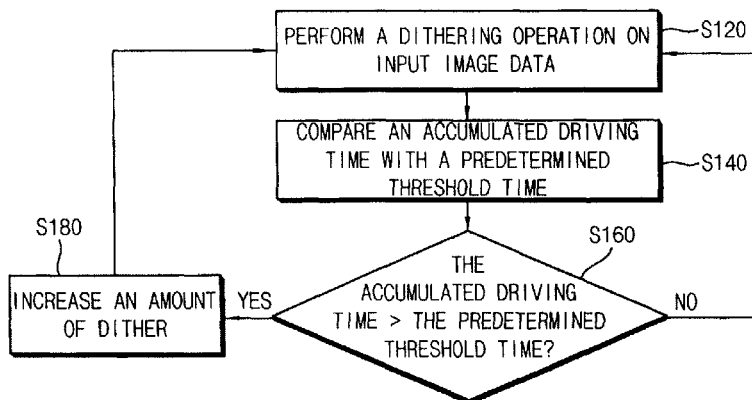 PERFORM A DITHERING OPERATION ON
INPUT IMAGE DATA
S120
COMPARE AN ACCUMULATED DRIVING
TIME WITH A PREDETERMINED
THRESHOLD TIME
S140
S180
INCREASE AN AMOUNT
OF DITHER
YES
S160
THE
ACCUMULATED DRIVING
TIME > THE PREDETERMINED
THRESHOLD TIME?
NO